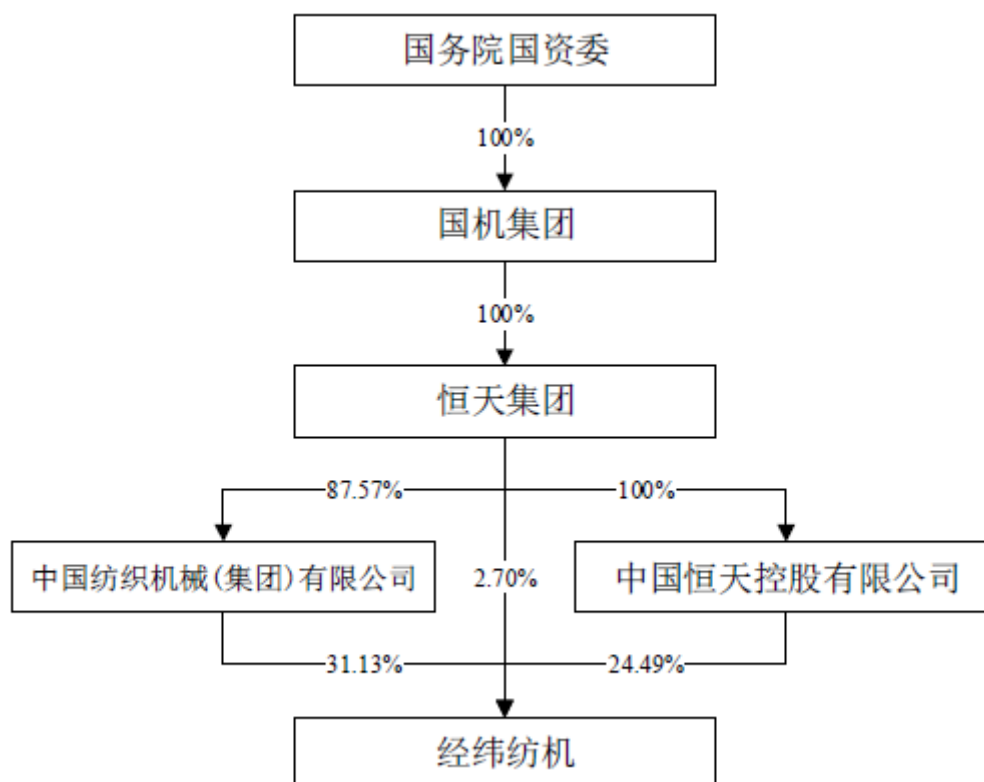 国务院国资委
100%
国机集团
100%
恒天集团
87.57%
100%
中国纺织机械(集团)有限公司
2.70%
中国恒天控股有限公司
31.13%
24.49%
经纬纺机